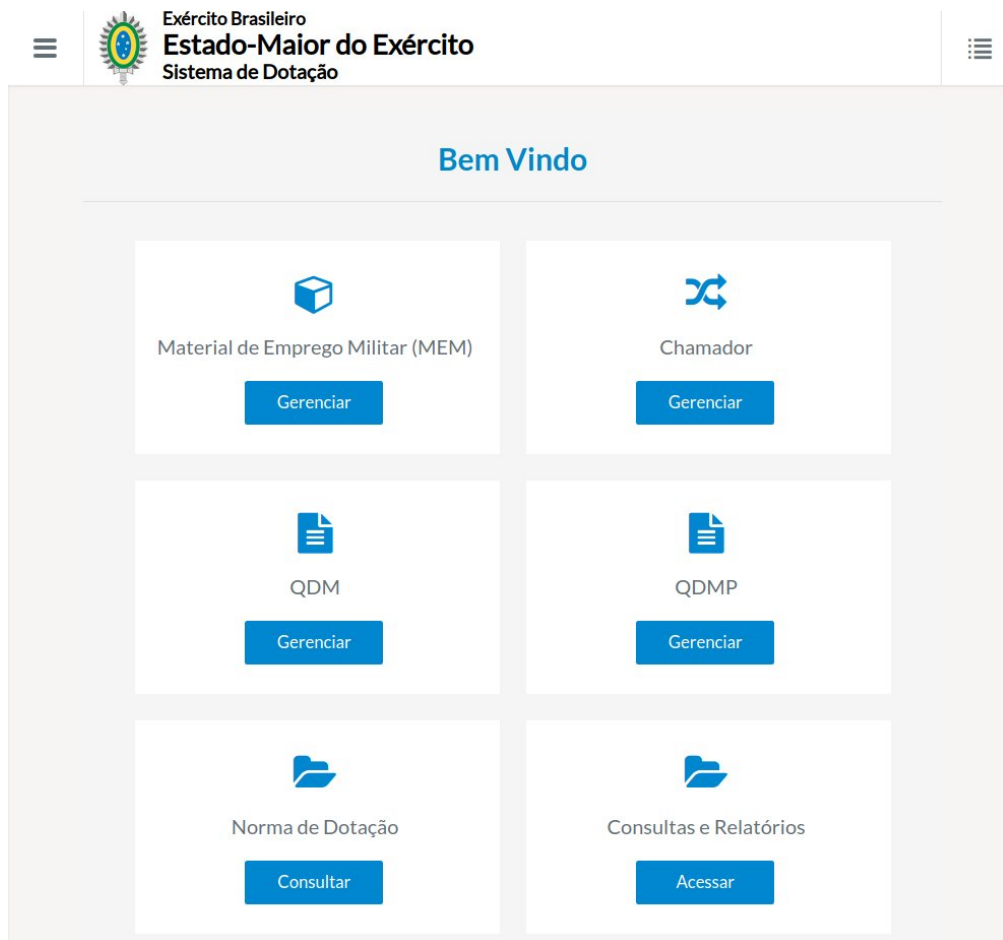 Exército Brasileiro
Estado-Maior do Exército
Sistema de Dotação
Bem Vindo
Material de Emprego Militar (MEM)
Gerenciar
Chamador
Gerenciar
QDM
Gerenciar
QDMP
Gerenciar
Norma de Dotação
Consultar
Consultas e Relatórios
Acessar